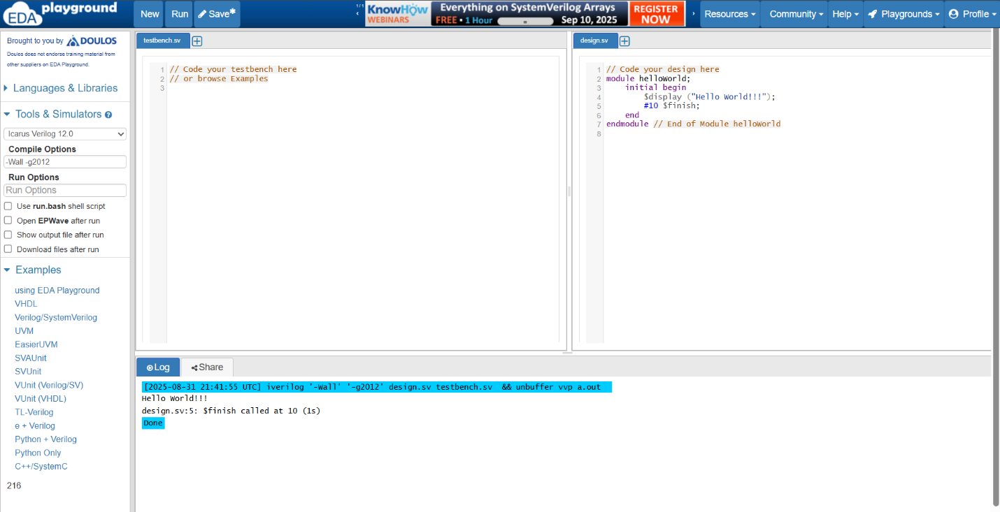 EDA playground
New Run Save*
1/1
KnowHow
WEBINARS
Everything on SystemVerilog Arrays
FREE • 1 Hour Sep 10, 2025
REGISTER
NOW
Resources Community Help Playgrounds Profile
Brought to you by DOULOS
Doulos does not endorse training material from
other suppliers on EDA Playground.
Languages & Libraries
Tools & Simulators ?
Icarus Verilog 12.0
Compile Options
-Wall -g2012
Run Options
Run Options
Use run.bash shell script
Open EPWave after run
Show output file after run
Download files after run
Examples
using EDA Playground
VHDL
Verilog/SystemVerilog
UVM
EasierUVM
SVAUnit
SVUnit
VUnit (Verilog/SV)
VUnit (VHDL)
TL-Verilog
e + Verilog
Python + Verilog
Python Only
C++/SystemC
216
testbench.sv
1 // Code your testbench here
2 // or browse Examples
3
design.sv
1 // Code your design here
2 module helloWorld;
3 initial begin
4 $display ("Hello World!!!");
5 #10 $finish;
6 end
7 endmodule // End of Module helloWorld
8
Log Share
[2025-08-31 21:41:55 UTC] iverilog '-Wall' '-g2012' design.sv testbench.sv && unbuffer vvp a.out
Hello World!!!
design.sv:5: $finish called at 10 (1s)
Done